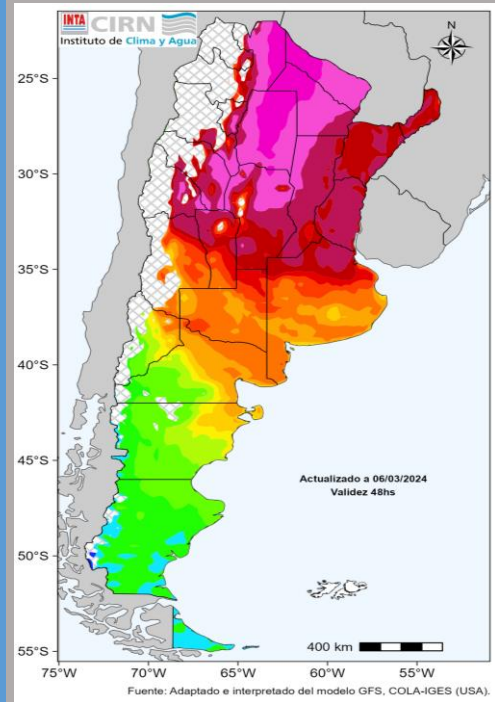 INTA CIRN
Instituto de Clima y Agua
N
25°S
30°S
35°S
40°S
45°S
50°S
55°S
Actualizado a 06/03/2024
Validez 48hs
400 km
75°W 70°W 65°W 60°W 55°W
Fuente: Adaptado e interpretado del modelo GFS, COLA-IGES (USA).